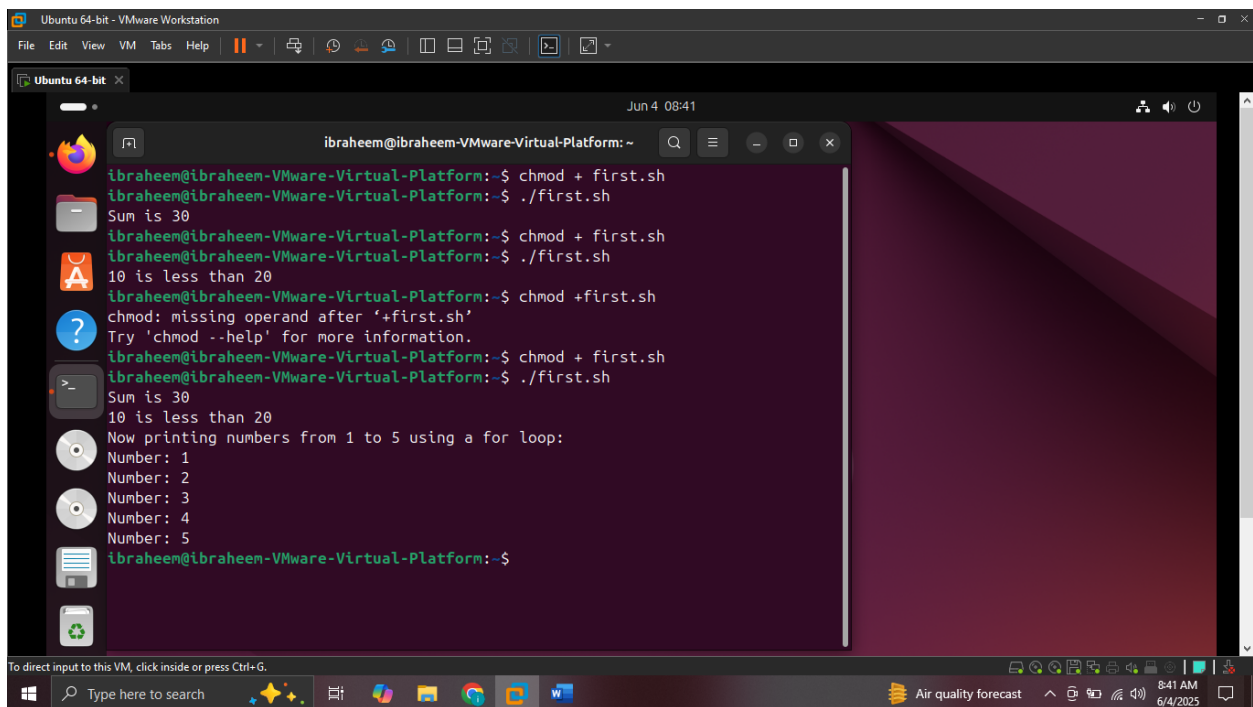 Ubuntu 64-bit - VMware Workstation
File Edit View VM Tabs Help
Ubuntu 64-bit
Jun 4 08:41
ibraheem@ibraheem-VMware-Virtual-Platform: ~
ibraheem@ibraheem-VMware-Virtual-Platform:~$ chmod + first.sh
ibraheem@ibraheem-VMware-Virtual-Platform:~$ ./first.sh
Sum is 30
ibraheem@ibraheem-VMware-Virtual-Platform:~$ chmod + first.sh
ibraheem@ibraheem-VMware-Virtual-Platform:~$ ./first.sh
10 is less than 20
ibraheem@ibraheem-VMware-Virtual-Platform:~$ chmod +first.sh
chmod: missing operand after ‘+first.sh’
Try 'chmod --help' for more information.
ibraheem@ibraheem-VMware-Virtual-Platform:~$ chmod + first.sh
ibraheem@ibraheem-VMware-Virtual-Platform:~$ ./first.sh
Sum is 30
10 is less than 20
Now printing numbers from 1 to 5 using a for loop:
Number: 1
Number: 2
Number: 3
Number: 4
Number: 5
ibraheem@ibraheem-VMware-Virtual-Platform:~$
To direct input to this VM, click inside or press Ctrl+G.
Type here to search
Air quality forecast
8:41 AM
6/4/2025